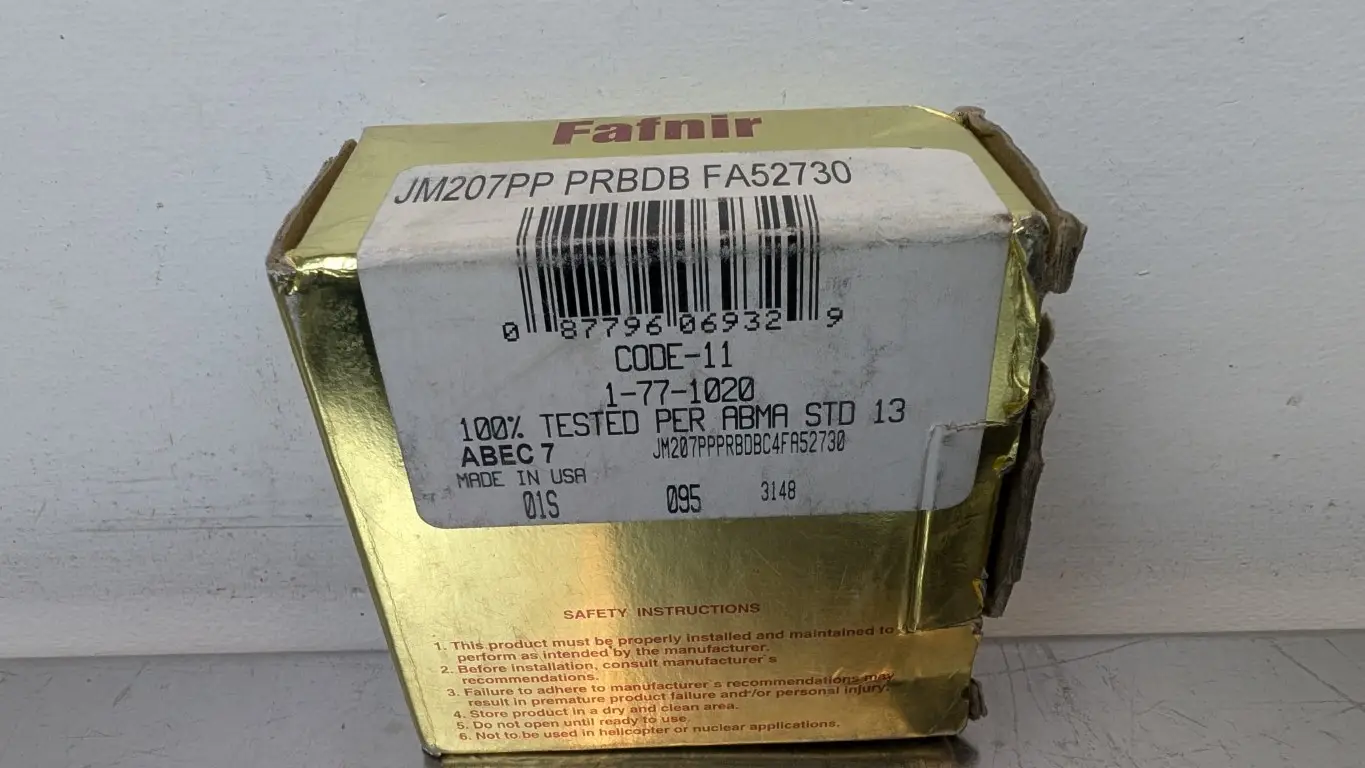 Fafnir
JM207PP PRBDB FA52730
0 87796 06932 9
CODE-11
1-77-1020
100% TESTED PER ABMA STD 13
ABEC 7 JM207PPPRBDBC4FA52730
MADE IN USA
01S 095 3148
SAFETY INSTRUCTIONS
1. This product must be properly installed and maintained to
perform as intended by the manufacturer.
2. Before installation, consult manufacturer's
recommendations.
3. Failure to adhere to manufacturer's recommendations may
result in premature product failure and/or personal injury.
4. Store product in a dry and clean area.
5. Do not open until ready to use.
6. Not to be used in helicopter or nuclear applications.